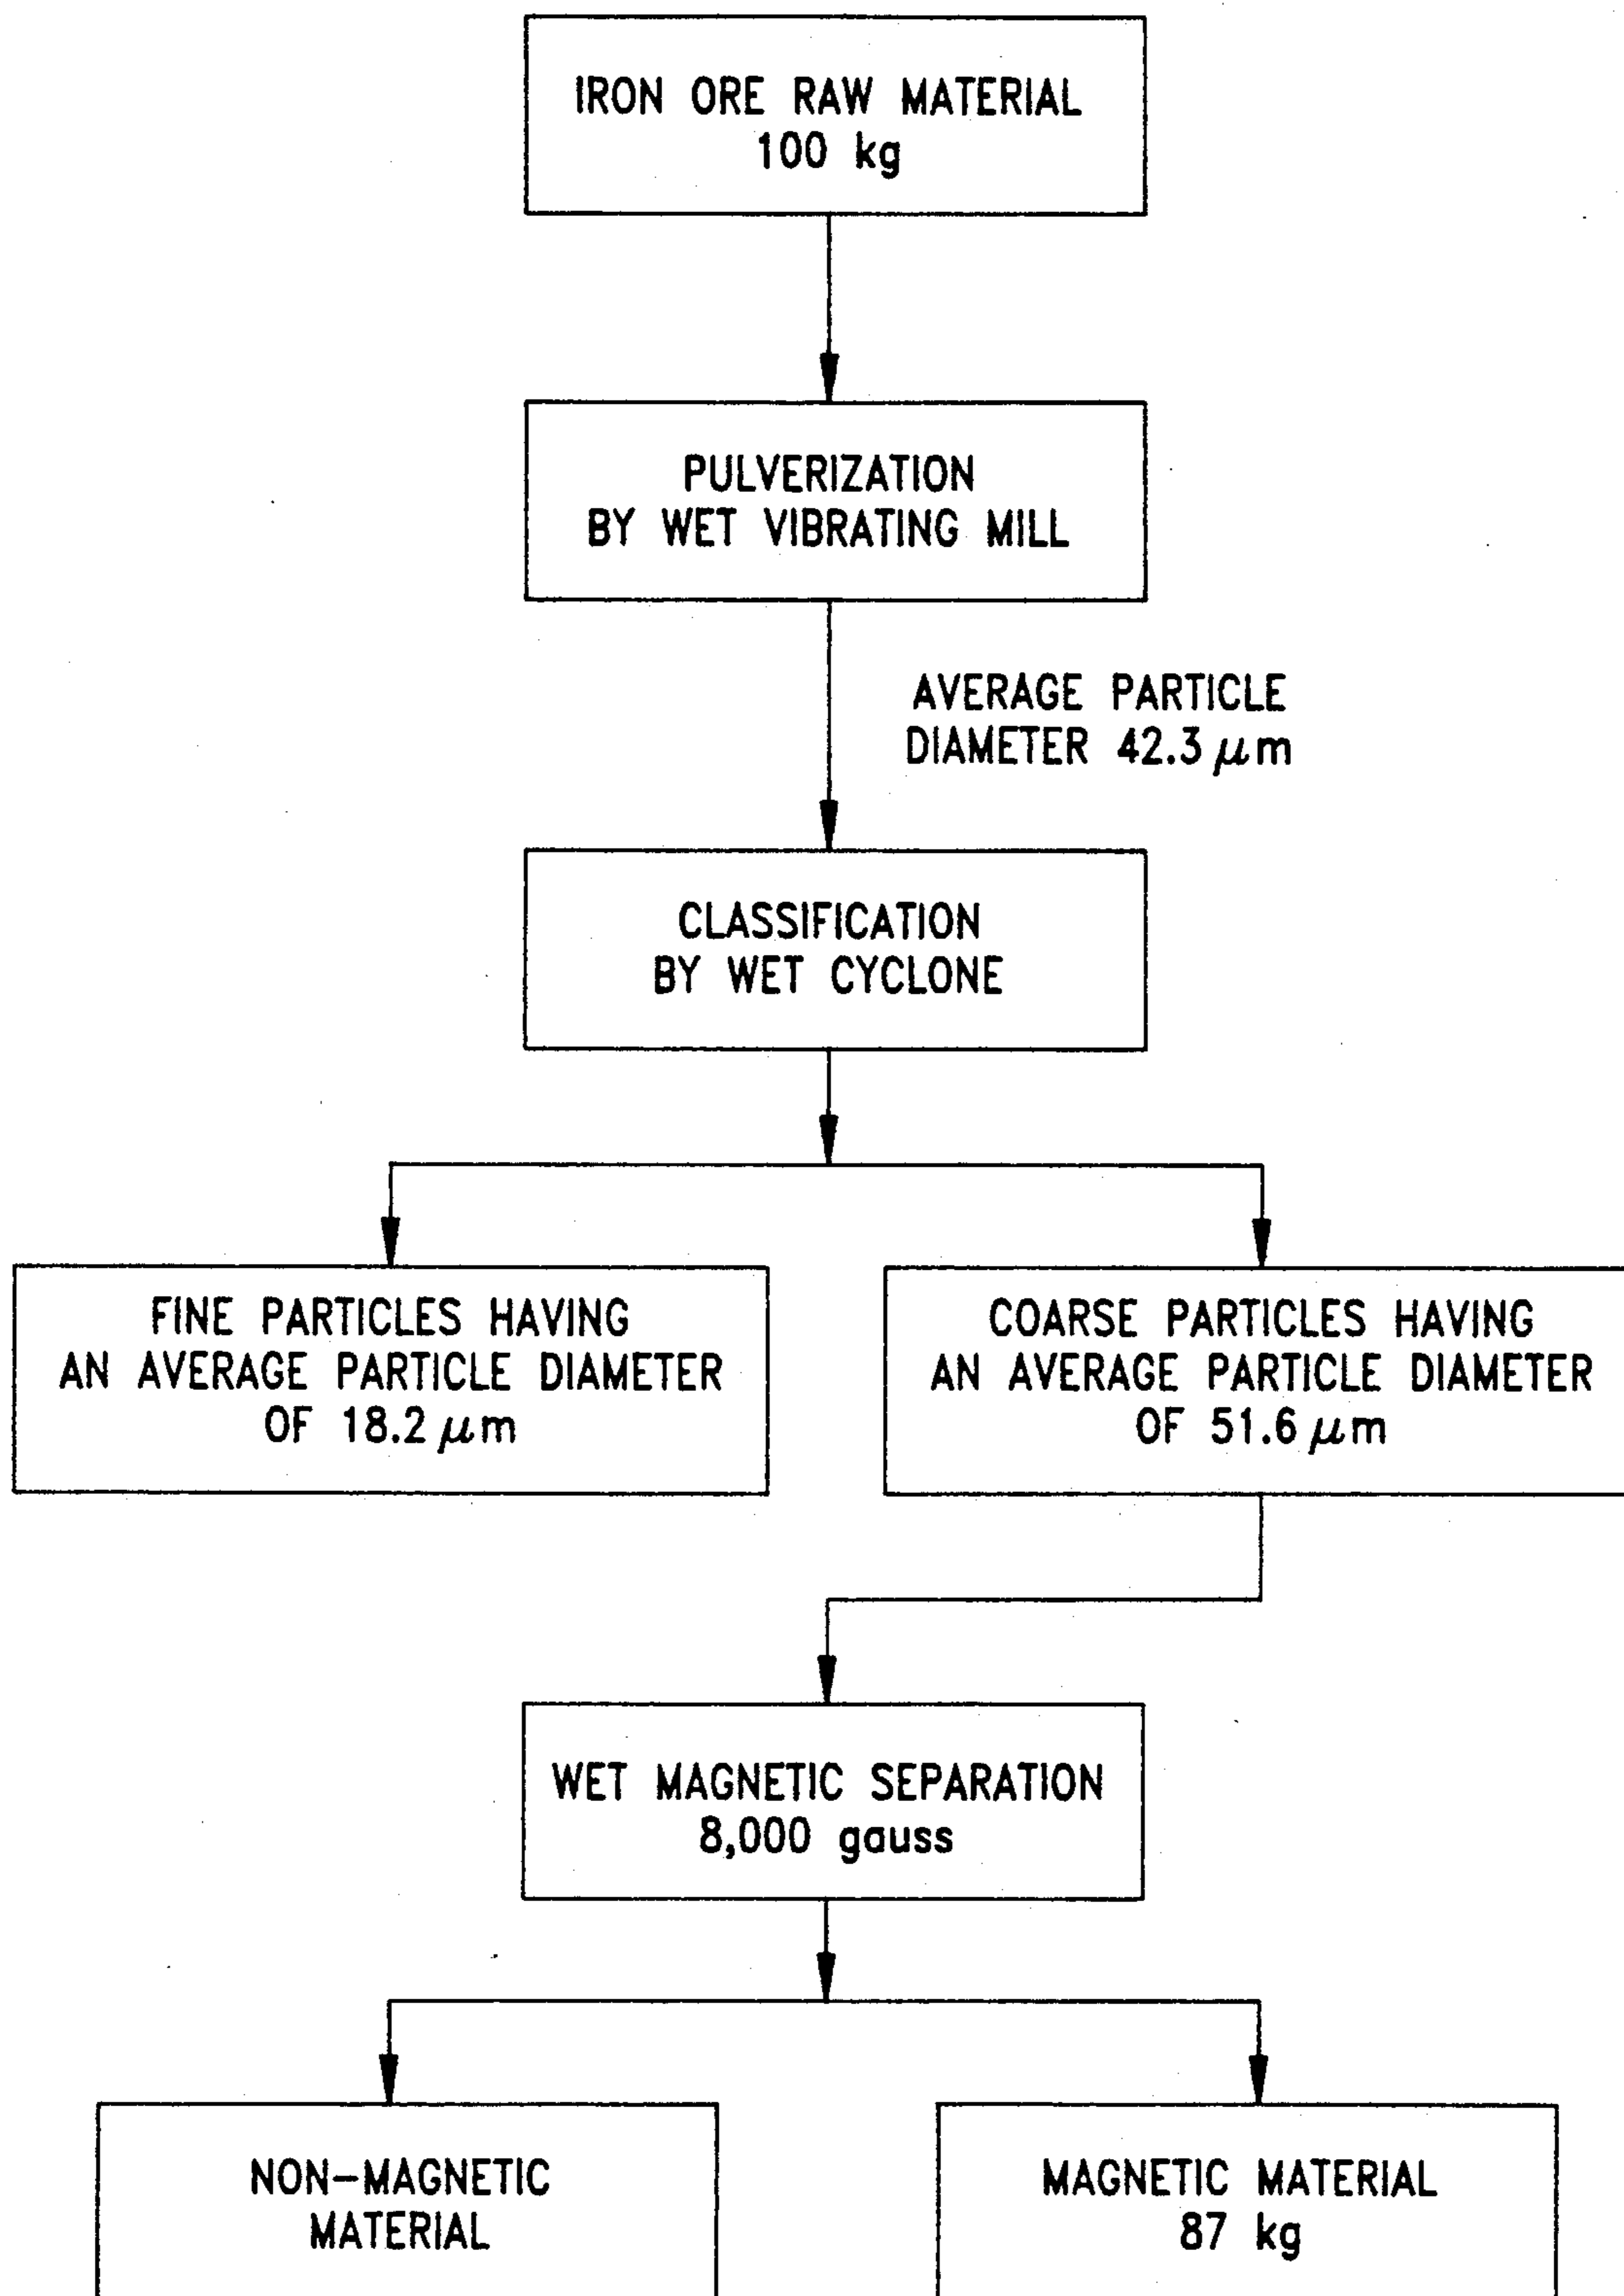 IRON ORE RAW MATERIAL
100 kg
PULVERIZATION
BY WET VIBRATING MILL
AVERAGE PARTICLE
DIAMETER 42.3 μm
CLASSIFICATION
BY WET CYCLONE
FINE PARTICLES HAVING
AN AVERAGE PARTICLE DIAMETER
OF 18.2 μm
COARSE PARTICLES HAVING
AN AVERAGE PARTICLE DIAMETER
OF 51.6 μm
WET MAGNETIC SEPARATION
8,000 gauss
NON-MAGNETIC
MATERIAL
MAGNETIC MATERIAL
87 kg